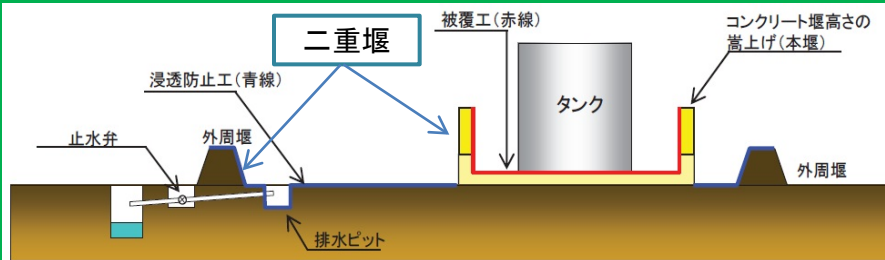 被覆工(赤線)
コンクリート堰高さの
嵩上げ(本堰)
二重堰
浸透防止工(青線)
タンク
止水弁
外周堰
外周堰
排水ピット